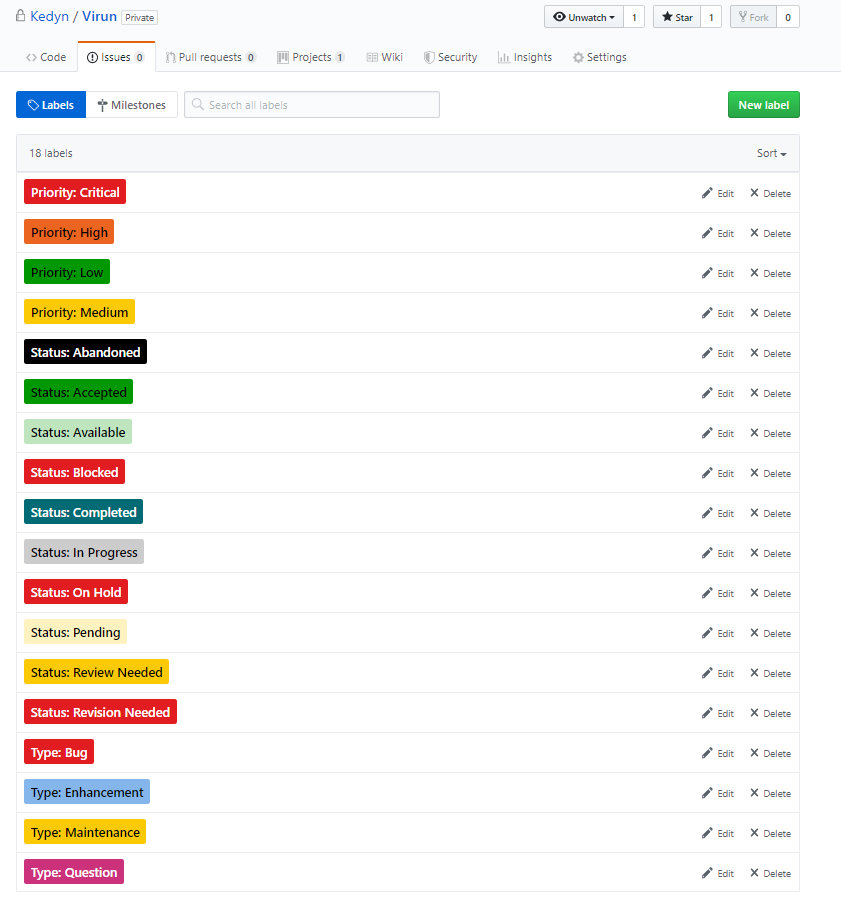 Kedyn / Virun Private Unwatch 1 Star 1 Fork 0
Code Issues 0 Pull requests 0 Projects 1 Wiki Security Insights Settings
Labels Milestones Search all labels New label
18 labels Sort
Priority: Critical Edit Delete
Priority: High Edit Delete
Priority: Low Edit Delete
Priority: Medium Edit Delete
Status: Abandoned Edit Delete
Status: Accepted Edit Delete
Status: Available Edit Delete
Status: Blocked Edit Delete
Status: Completed Edit Delete
Status: In Progress Edit Delete
Status: On Hold Edit Delete
Status: Pending Edit Delete
Status: Review Needed Edit Delete
Status: Revision Needed Edit Delete
Type: Bug Edit Delete
Type: Enhancement Edit Delete
Type: Maintenance Edit Delete
Type: Question Edit Delete